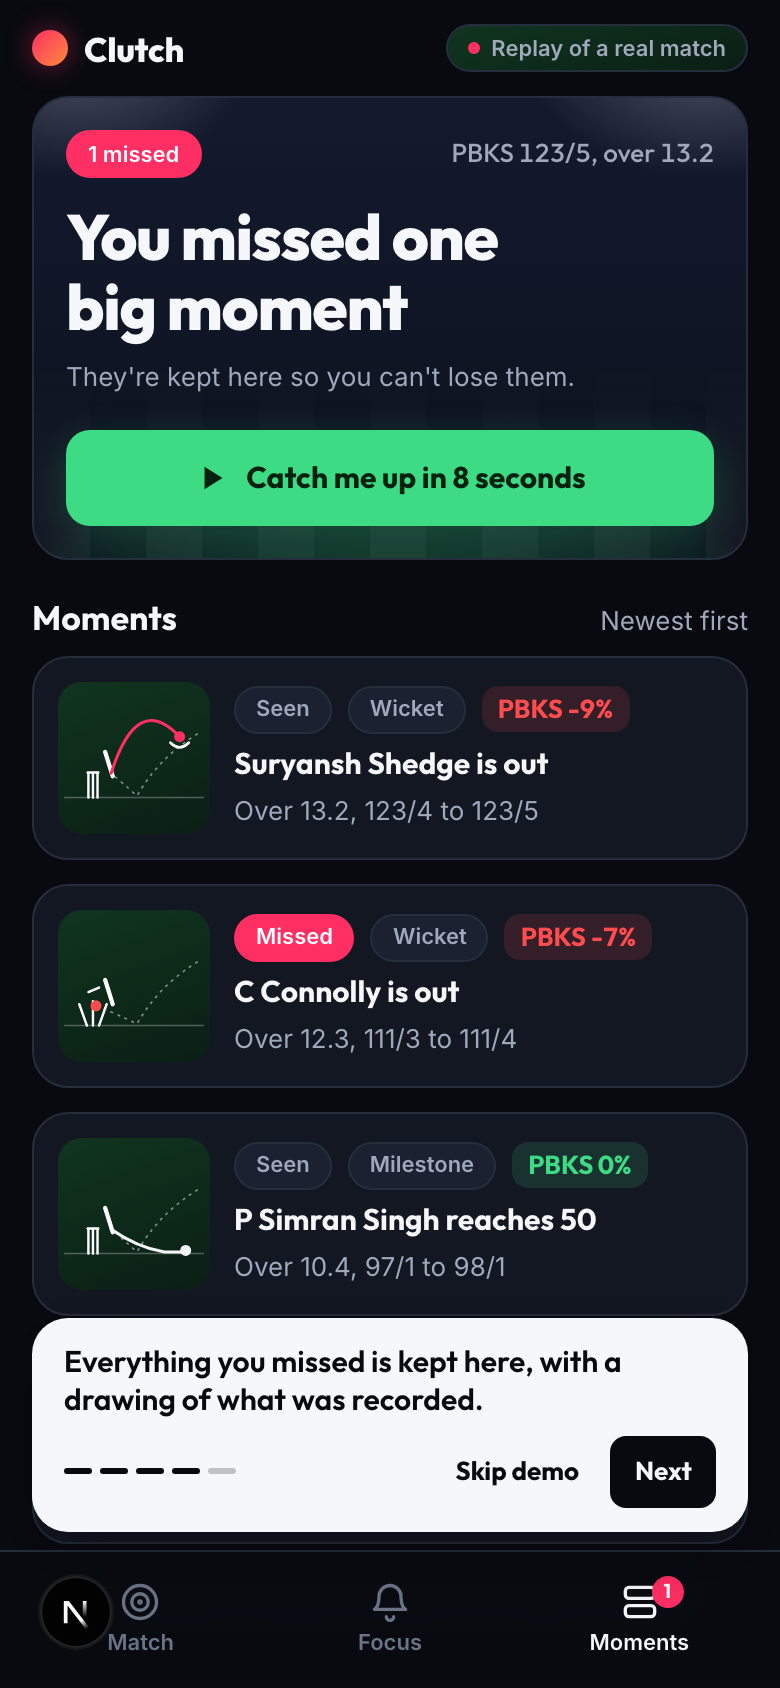 Clutch
Replay of a real match
1 missed
PBKS 123/5, over 13.2
You missed one
big moment
They're kept here so you can't lose them.
Catch me up in 8 seconds
Moments
Newest first
Seen
Wicket
PBKS -9%
Suryansh Shedge is out
Over 13.2, 123/4 to 123/5
Missed
Wicket
PBKS -7%
C Connolly is out
Over 12.3, 111/3 to 111/4
Seen
Milestone
PBKS 0%
P Simran Singh reaches 50
Over 10.4, 97/1 to 98/1
Everything you missed is kept here, with a
drawing of what was recorded.
Skip demo
Next
N
Match
Focus
1
Moments